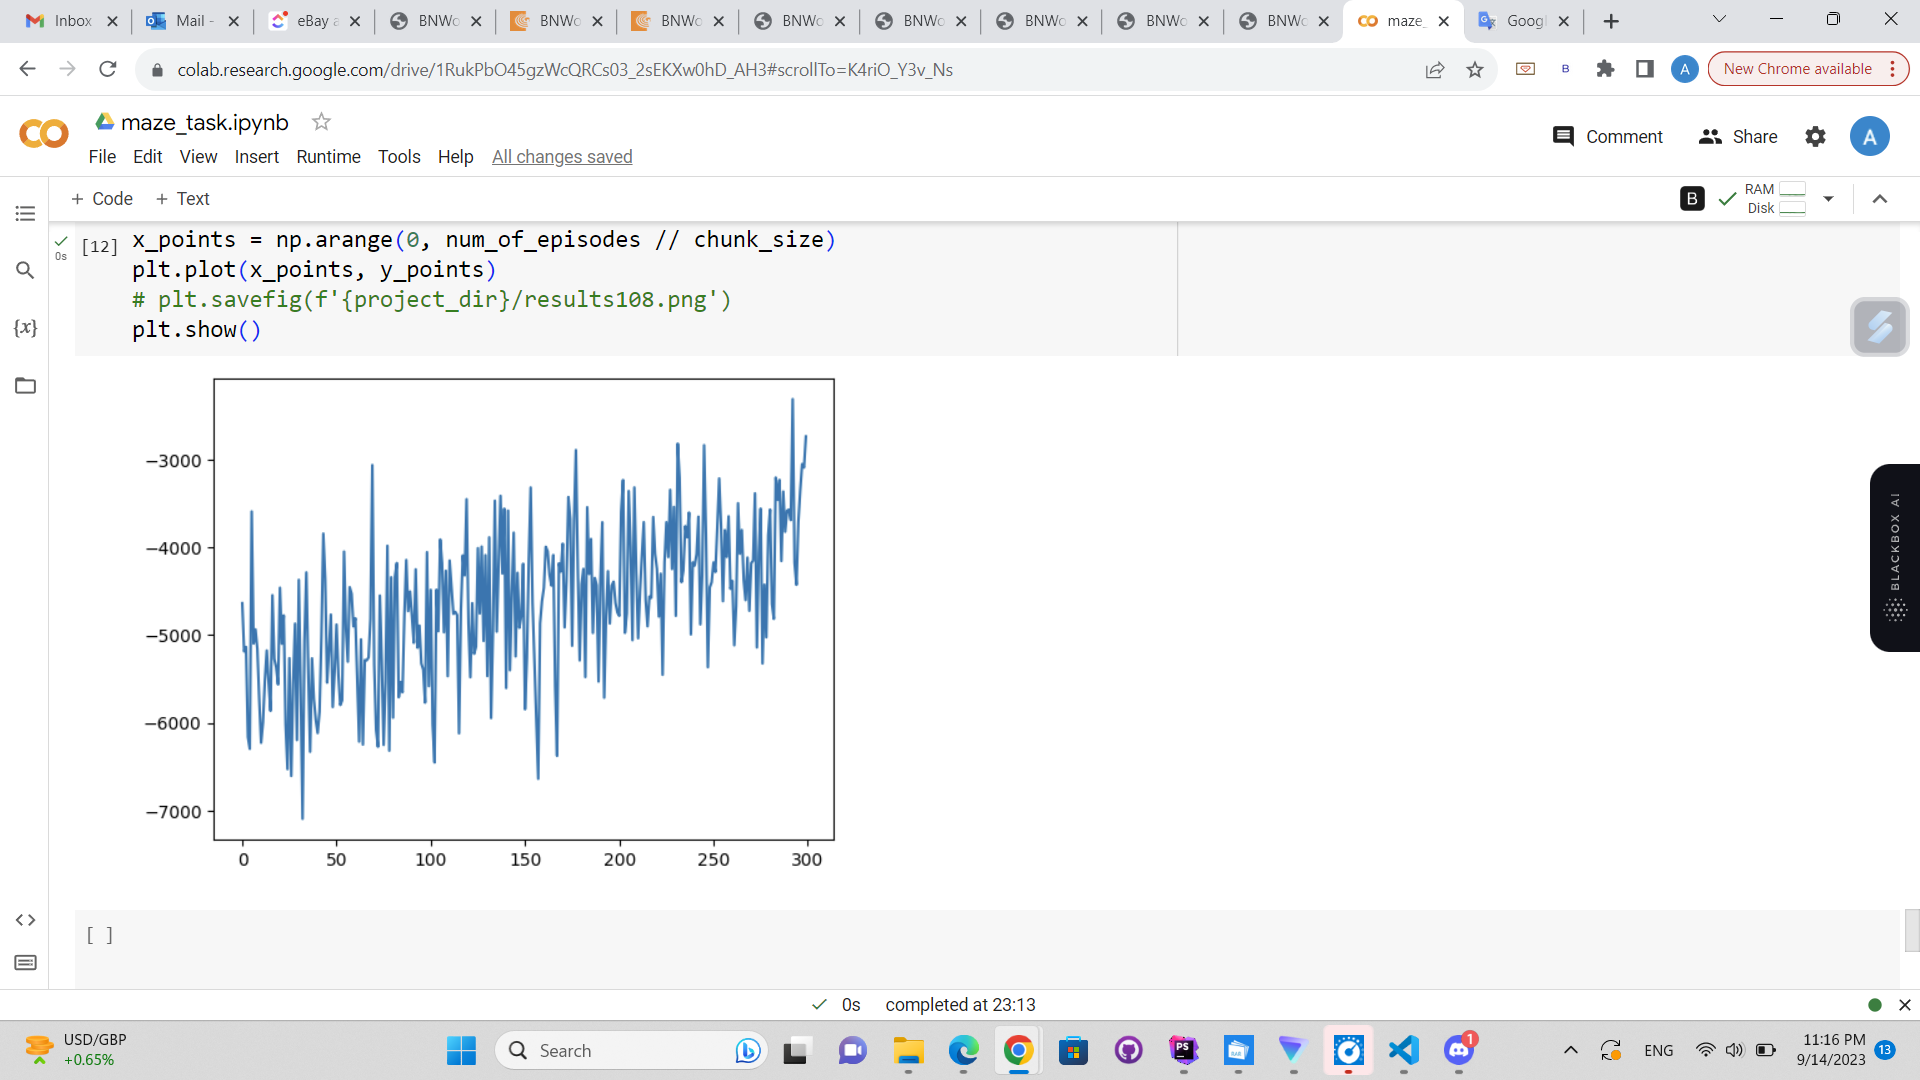 Inbox
Mail -
eBay a
BNWo
BNWo
BNWo
BNWo
BNWo
BNWo
BNWo
BNWo
maze_
Googl
colab.research.google.com/drive/1RukPbO45gzWcQRCs03_2sEKXw0hD_AH3#scrollTo=K4riO_Y3v_Ns
B
A
New Chrome available
maze_task.ipynb
File Edit View Insert Runtime Tools Help All changes saved
Comment
Share
A
+ Code + Text
B
RAM
Disk
{x}
[12]
0s
x_points = np.arange(0, num_of_episodes // chunk_size)
plt.plot(x_points, y_points)
# plt.savefig(f'{project_dir}/results108.png')
plt.show()
−3000
−4000
−5000
−6000
−7000
0 50 100 150 200 250 300
BLACKBOX AI
[ ]
0s completed at 23:13
USD/GBP
+0.65%
Search
PS
1
ENG
11:16 PM
9/14/2023
13